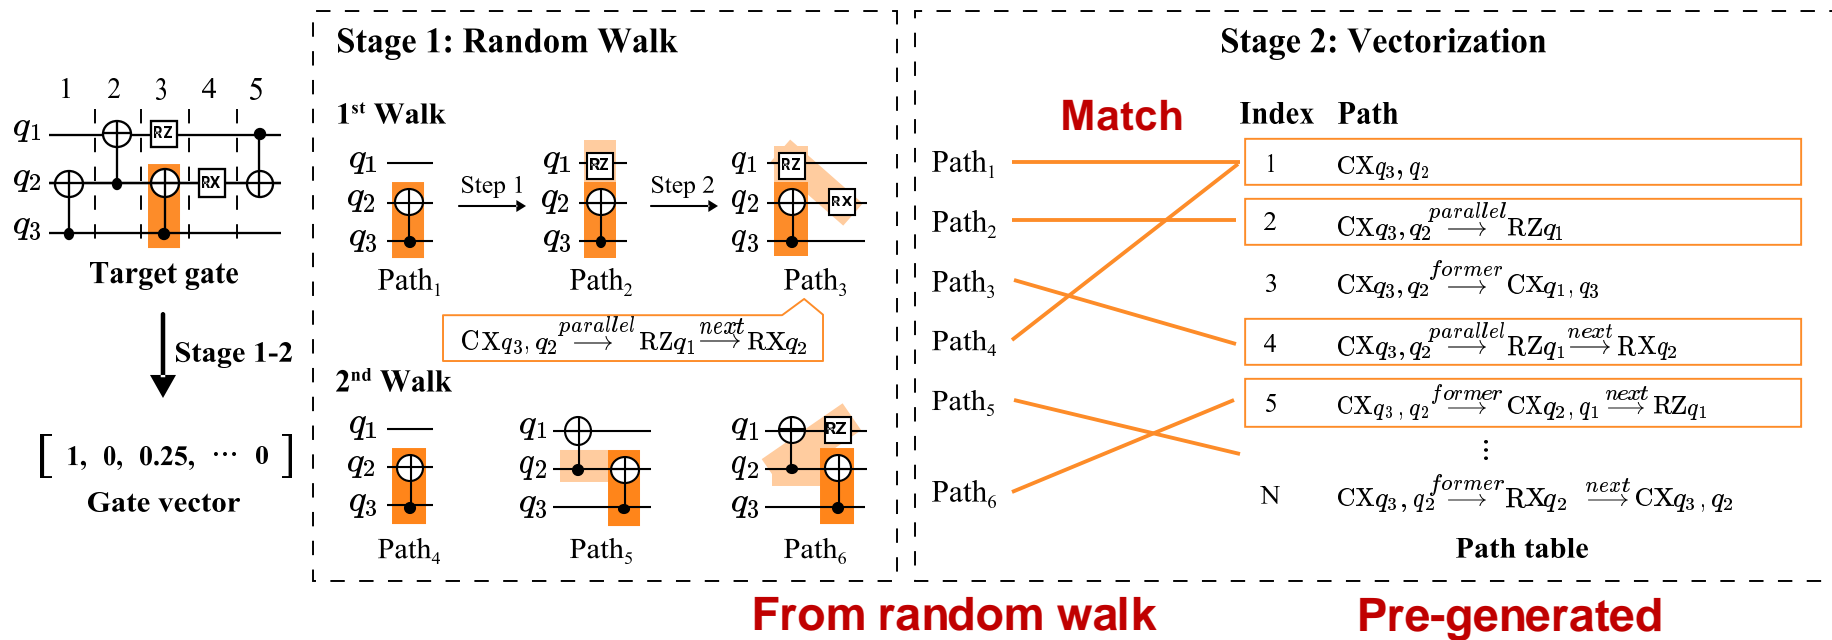 1 2 3 4 5
q1 RZ
q2 RX
q3
Target gate
Stage 1-2
[ 1, 0, 0.25, ⋯ 0 ]
Gate vector
Stage 1: Random Walk
1st Walk
q1
q2
q3
Path1
Step 1
q1 RZ
q2
q3
Path2
Step 2
q1 RZ
q2 RX
q3
Path3
CXq3, q2 parallel → RZq1 next → RXq2
2nd Walk
q1
q2
q3
Path4
q1
q2
q3
Path5
q1 RZ
q2
q3
Path6
Stage 2: Vectorization
Match
Index Path
Path1
Path2
Path3
Path4
Path5
Path6
1 CXq3, q2
2 CXq3, q2 parallel → RZq1
3 CXq3, q2 former → CXq1, q3
4 CXq3, q2 parallel → RZq1 next → RXq2
5 CXq3, q2 former → CXq2, q1 next → RZq1
⋮
N CXq3, q2 former → RXq2 next → CXq3, q2
Path table
From random walk
Pre-generated